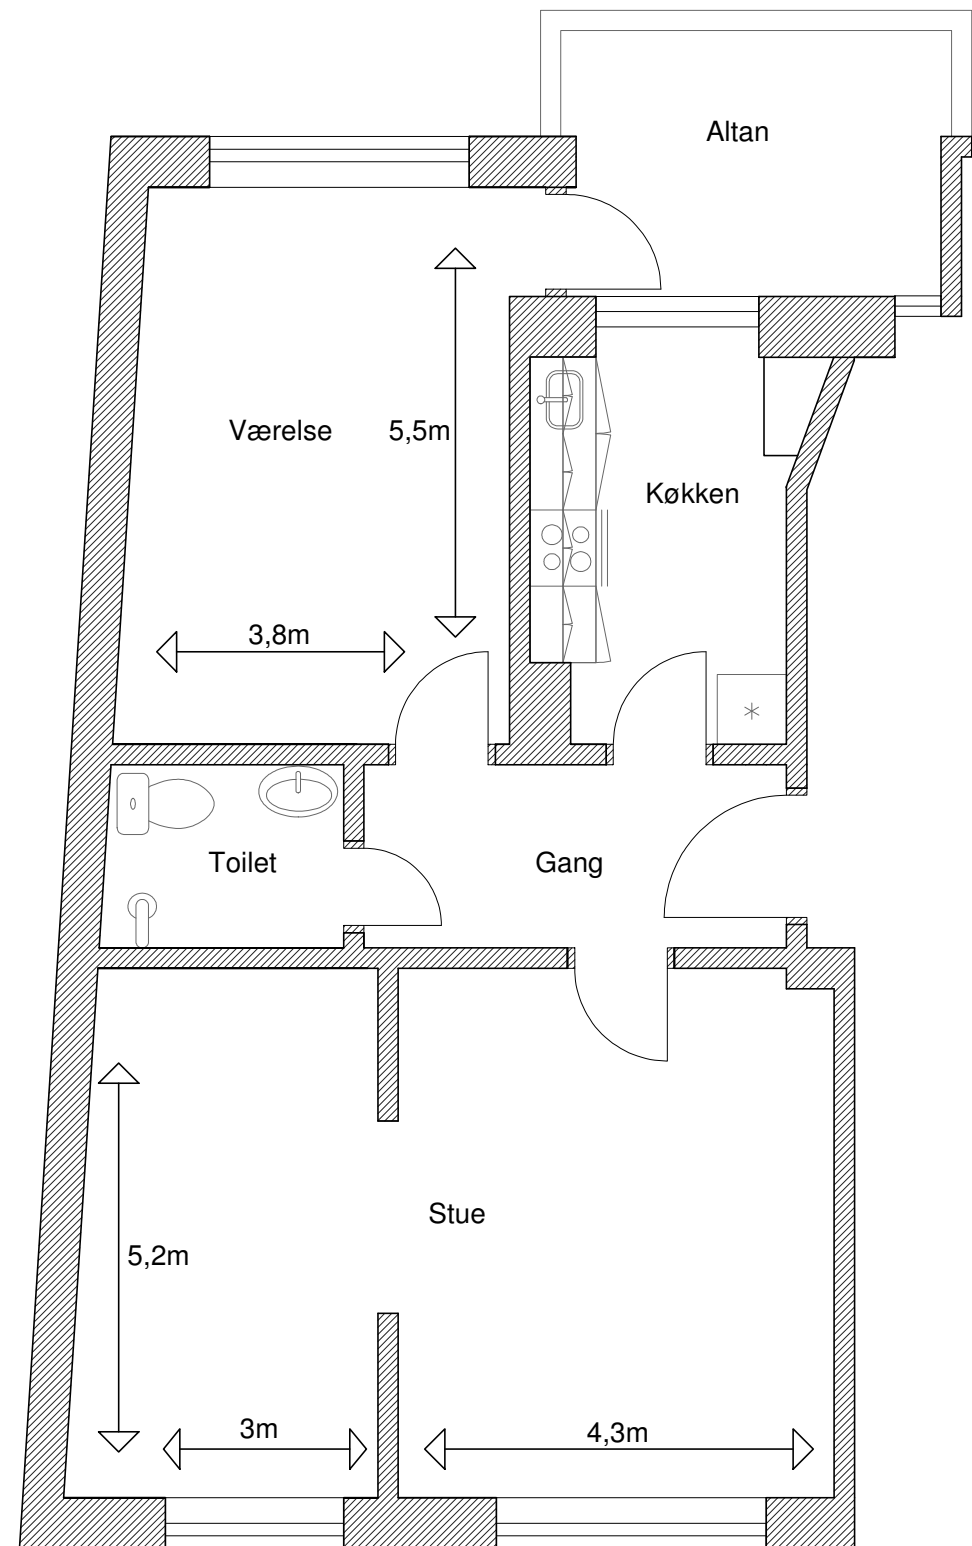 Altan
Værelse
5,5m
Køkken
3,8m
Toilet
Gang
Stue
5,2m
3m
4,3m